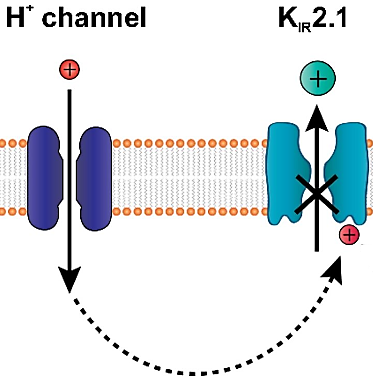 H⁺ channel
K_IR2.1
+
+
+